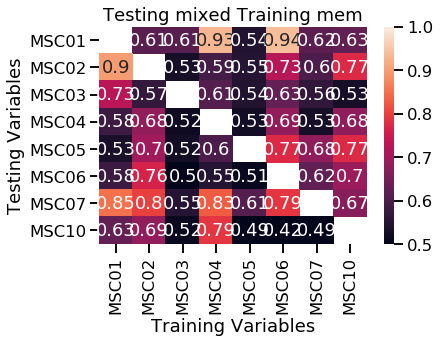 Testing mixed Training mem
MSC01 0.61 0.61 0.93 0.54 0.94 0.62 0.63
MSC02 0.9 0.53 0.59 0.55 0.73 0.6 0.77
MSC03 0.73 0.57 0.61 0.54 0.63 0.56 0.53
MSC04 0.58 0.68 0.52 0.53 0.69 0.53 0.68
MSC05 0.53 0.7 0.52 0.6 0.77 0.68 0.77
MSC06 0.58 0.76 0.5 0.55 0.51 0.62 0.7
MSC07 0.85 0.8 0.55 0.83 0.61 0.79 0.67
MSC10 0.63 0.69 0.52 0.79 0.49 0.42 0.49
MSC01 MSC02 MSC03 MSC04 MSC05 MSC06 MSC07 MSC10
Training Variables
Testing Variables
1.0
0.9
0.8
0.7
0.6
0.5